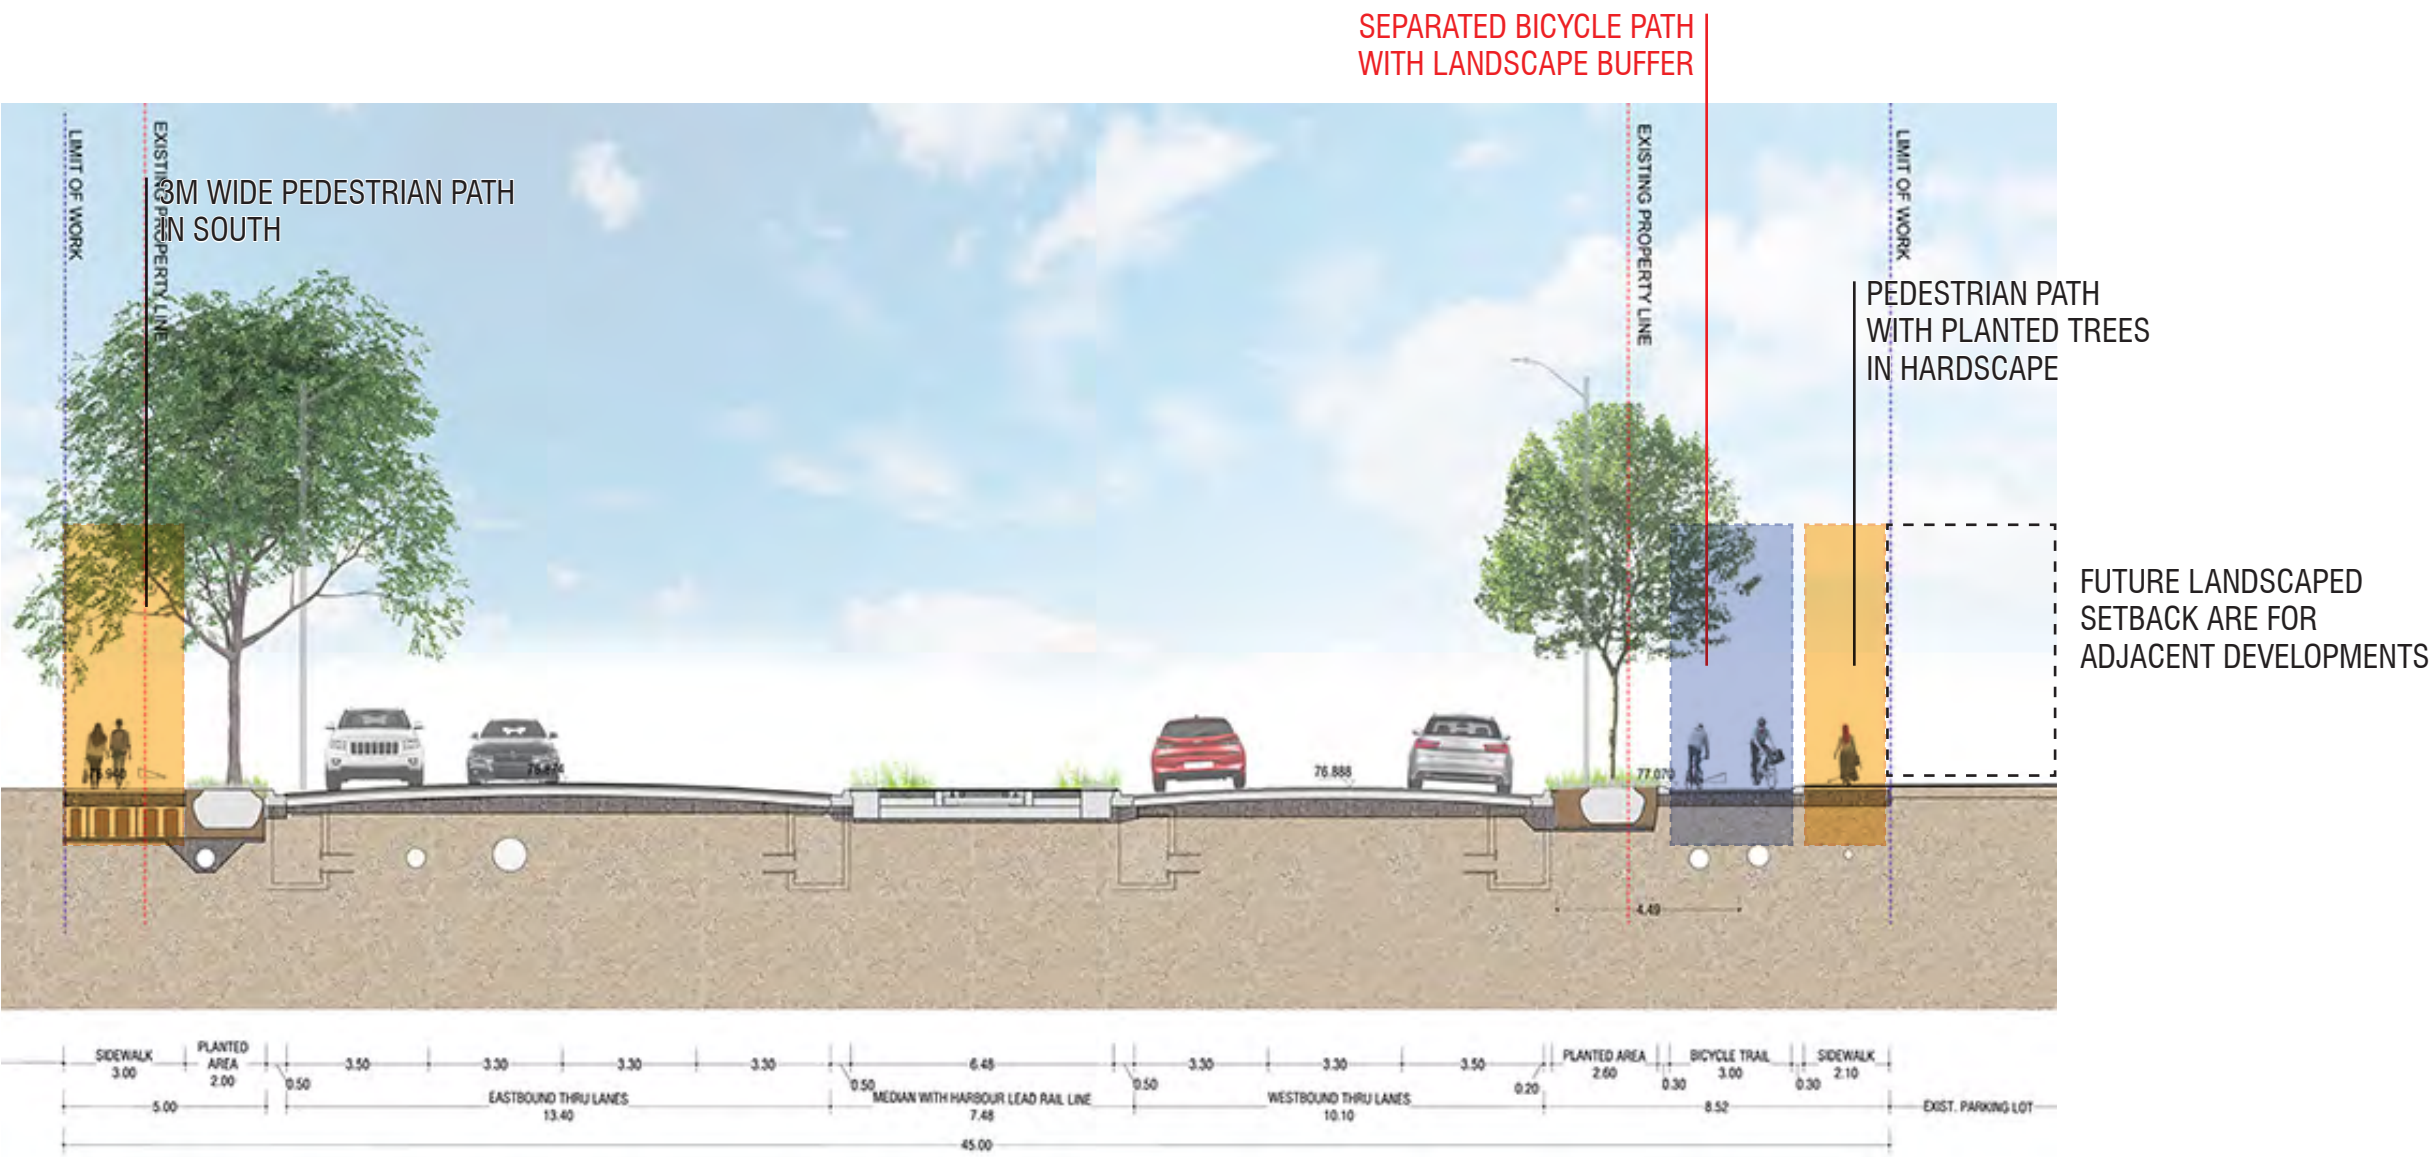 SEPARATED BICYCLE PATH
WITH LANDSCAPE BUFFER
LIMIT OF WORK
EXISTING PROPERTY LINE
3M WIDE PEDESTRIAN PATH
IN SOUTH
EXISTING PROPERTY LINE
LIMIT OF WORK
PEDESTRIAN PATH
WITH PLANTED TREES
IN HARDSCAPE
FUTURE LANDSCAPED
SETBACK ARE FOR
ADJACENT DEVELOPMENTS
76.940
76.874
76.888
77.070
4.49
SIDEWALK
3.00
PLANTED
AREA
2.00
0.50
3.50
3.30
3.30
3.30
0.50
6.48
0.50
3.30
3.30
3.50
0.20
PLANTED AREA
2.60
0.30
BICYCLE TRAIL
3.00
0.30
SIDEWALK
2.10
5.00
EASTBOUND THRU LANES
13.40
MEDIAN WITH HARBOUR LEAD RAIL LINE
7.48
WESTBOUND THRU LANES
10.10
8.52
EXIST. PARKING LOT
45.00